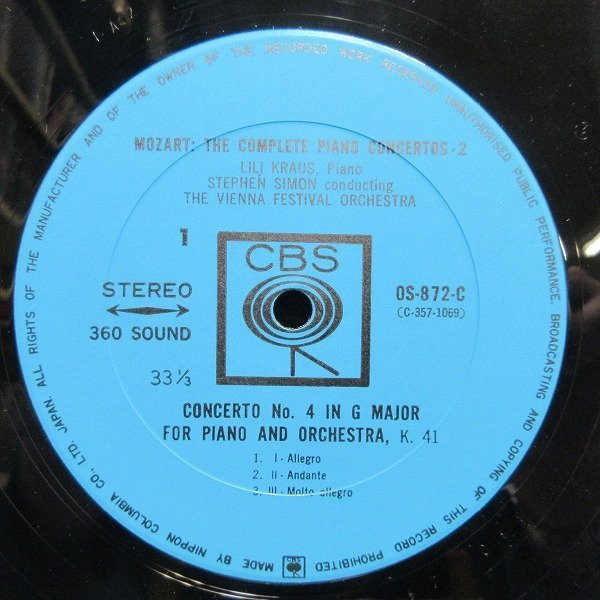 ALL RIGHTS OF THE MANUFACTURER AND OF THE OWNER OF THE RECORDED WORK RESERVED UNAUTHORISED PUBLIC PERFORMANCE, BROADCASTING AND COPYING OF THIS RECORD PROHIBITED
MOZART: THE COMPLETE PIANO CONCERTOS-2
LILI KRAUS, Piano
STEPHEN SIMON conducting
THE VIENNA FESTIVAL ORCHESTRA
1
CBS
STEREO
360 SOUND
33⅓
OS-872-C
(C-357-1069)
CONCERTO No. 4 IN G MAJOR
FOR PIANO AND ORCHESTRA, K. 41
1. I - Allegro
2. II - Andante
3. III - Molto allegro
MADE BY NIPPON COLUMBIA CO., LTD. JAPAN.
CBS